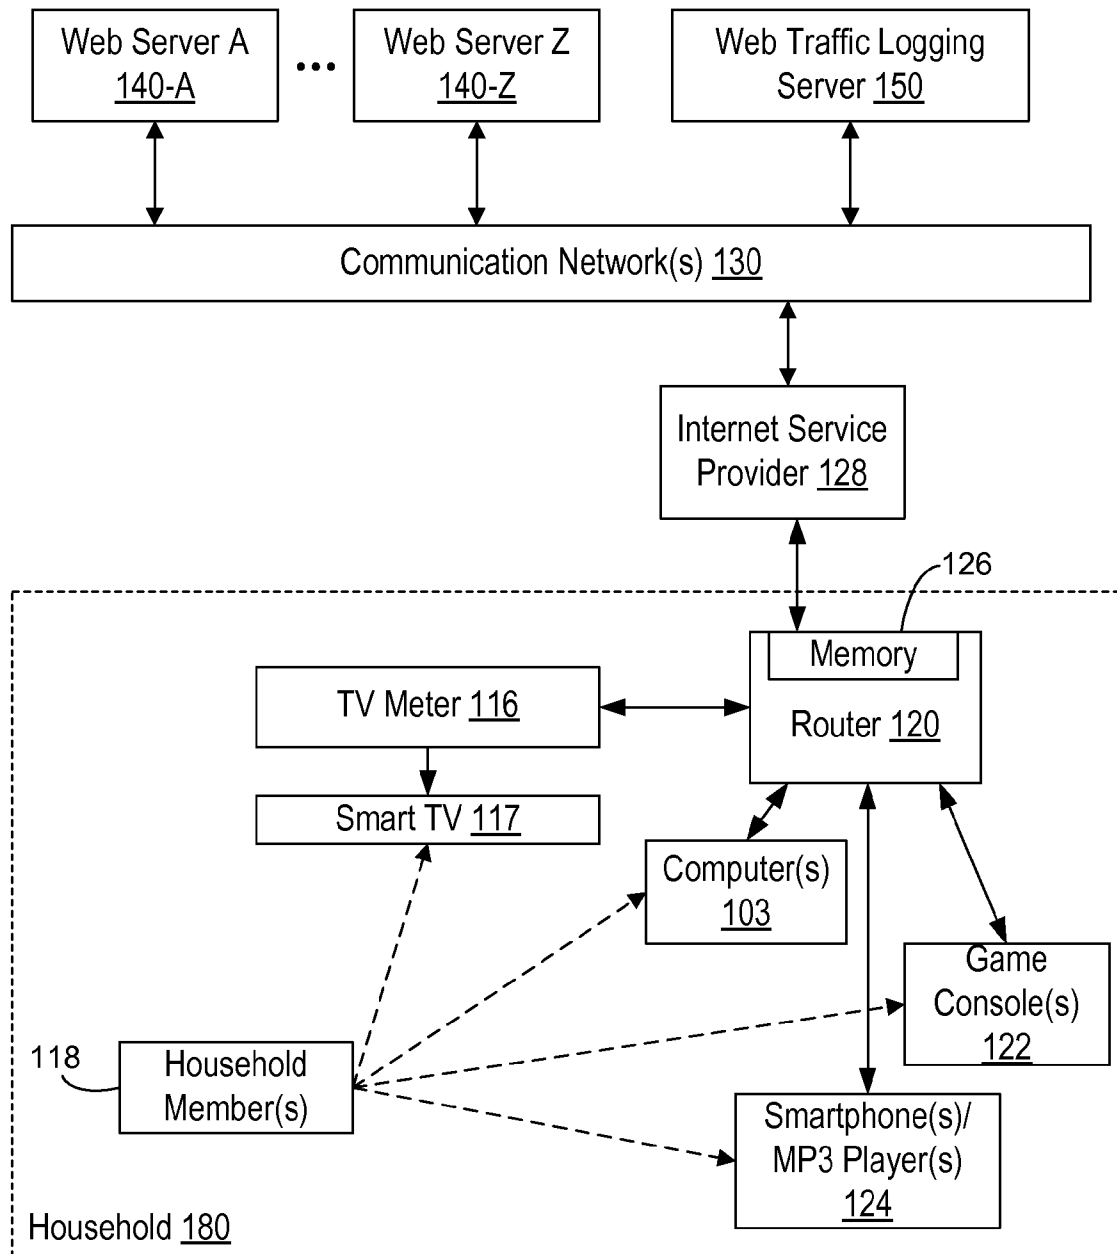 Web Server A
140-A
•••
Web Server Z
140-Z
Web Traffic Logging
Server 150
Communication Network(s) 130
Internet Service
Provider 128
126
Memory
Router 120
TV Meter 116
Smart TV 117
Computer(s)
103
Game
Console(s)
122
118
Household
Member(s)
Smartphone(s)/
MP3 Player(s)
124
Household 180